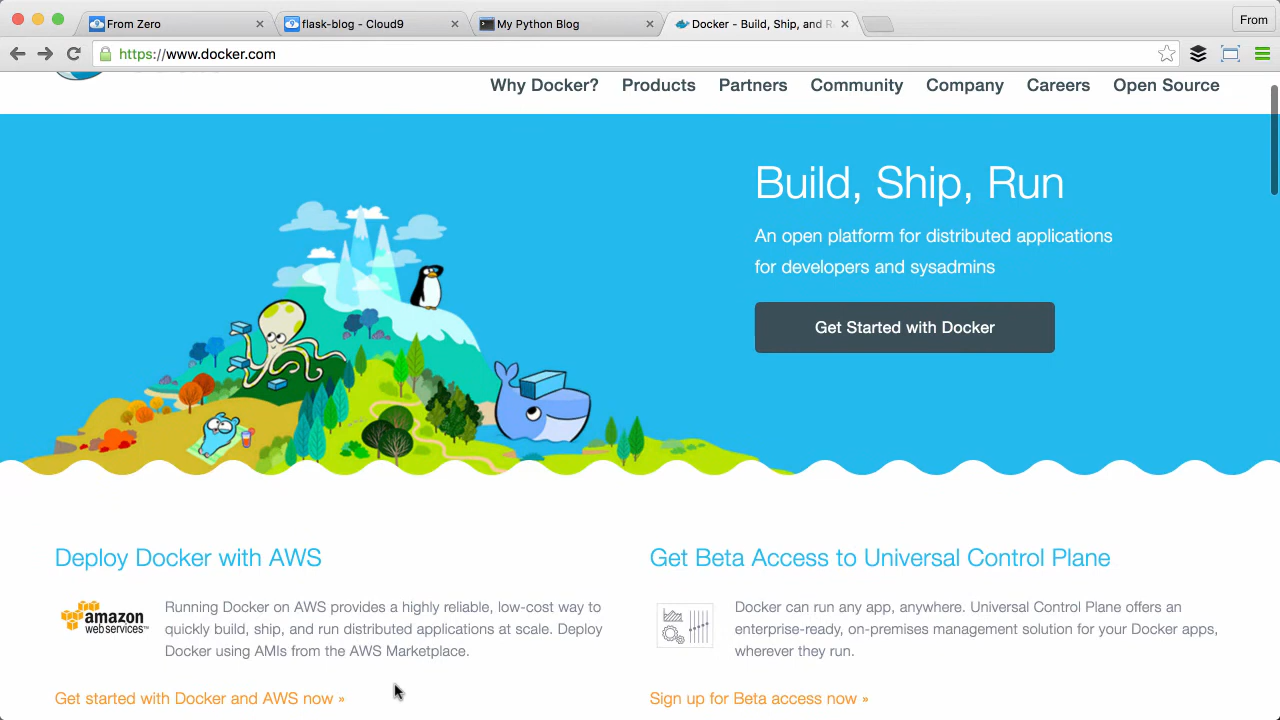 From Zero
flask-blog - Cloud9
My Python Blog
Docker - Build, Ship, and R
From
https://www.docker.com
Why Docker?
Products
Partners
Community
Company
Careers
Open Source
Build, Ship, Run
An open platform for distributed applications
for developers and sysadmins
Get Started with Docker
Deploy Docker with AWS
amazon
web services™
Running Docker on AWS provides a highly reliable, low-cost way to
quickly build, ship, and run distributed applications at scale. Deploy
Docker using AMIs from the AWS Marketplace.
Get started with Docker and AWS now »
Get Beta Access to Universal Control Plane
Docker can run any app, anywhere. Universal Control Plane offers an
enterprise-ready, on-premises management solution for your Docker apps,
wherever they run.
Sign up for Beta access now »